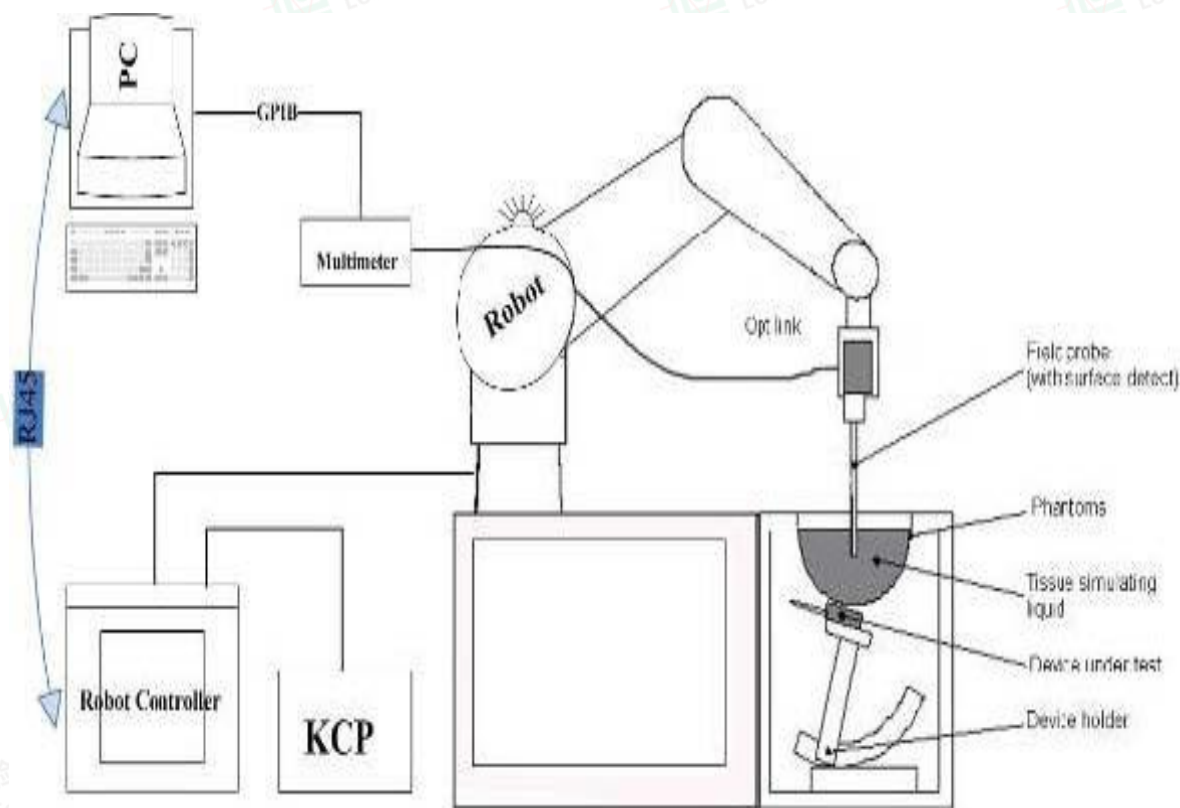 PC
GPIB
Multimeter
Robot
Opt link
Field probe
(with surface detect)
RJ45
Phantoms
Tissue simulating
liquid
Device under test
Device holder
Robot Controller
KCP